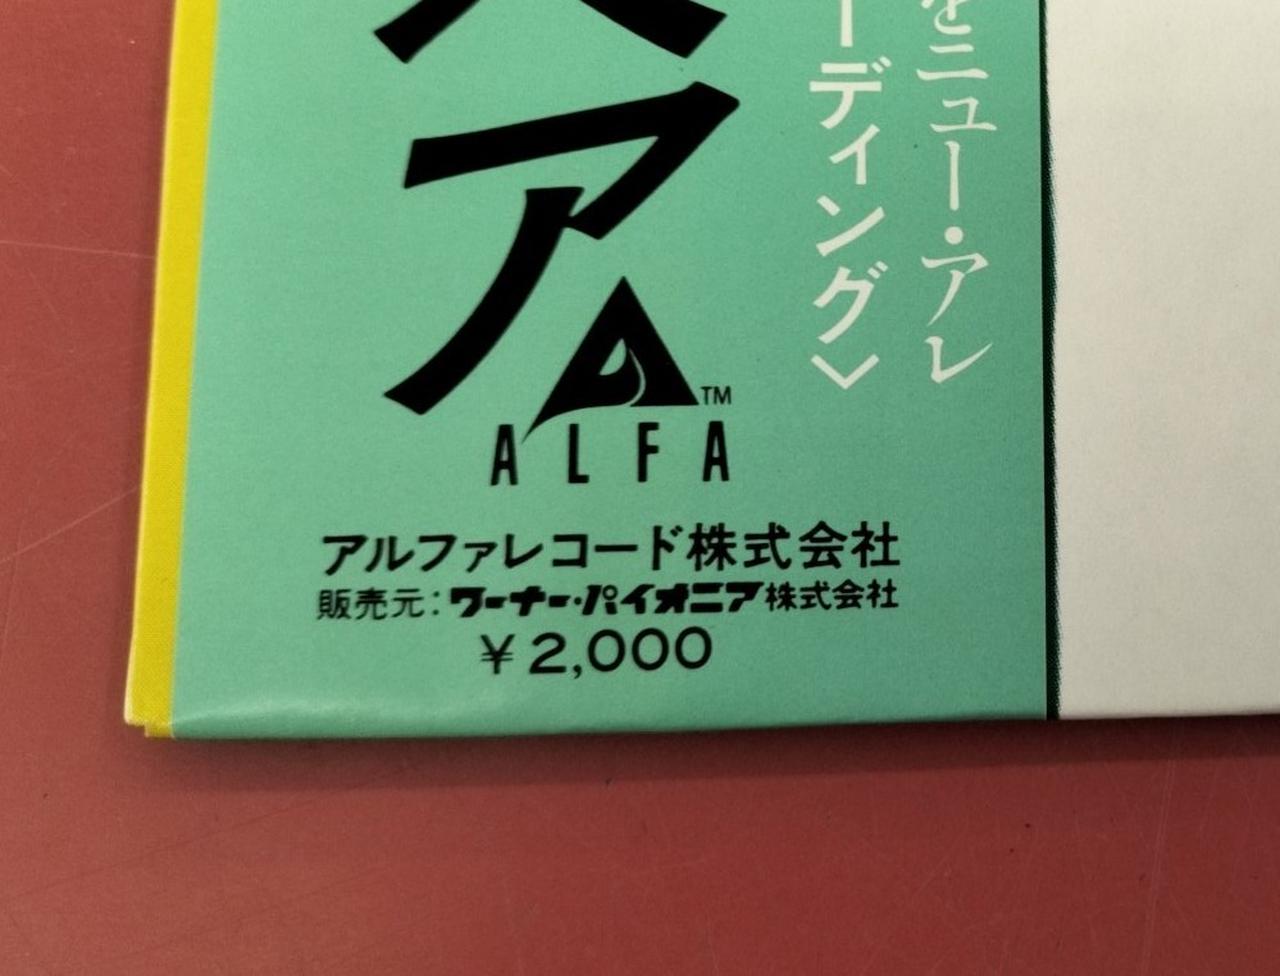 をニュー・アレ
ーディング〉
ア
TM
ALFA
アルファレコード株式会社
販売元:ワーナー・パイオニア株式会社
¥2,000